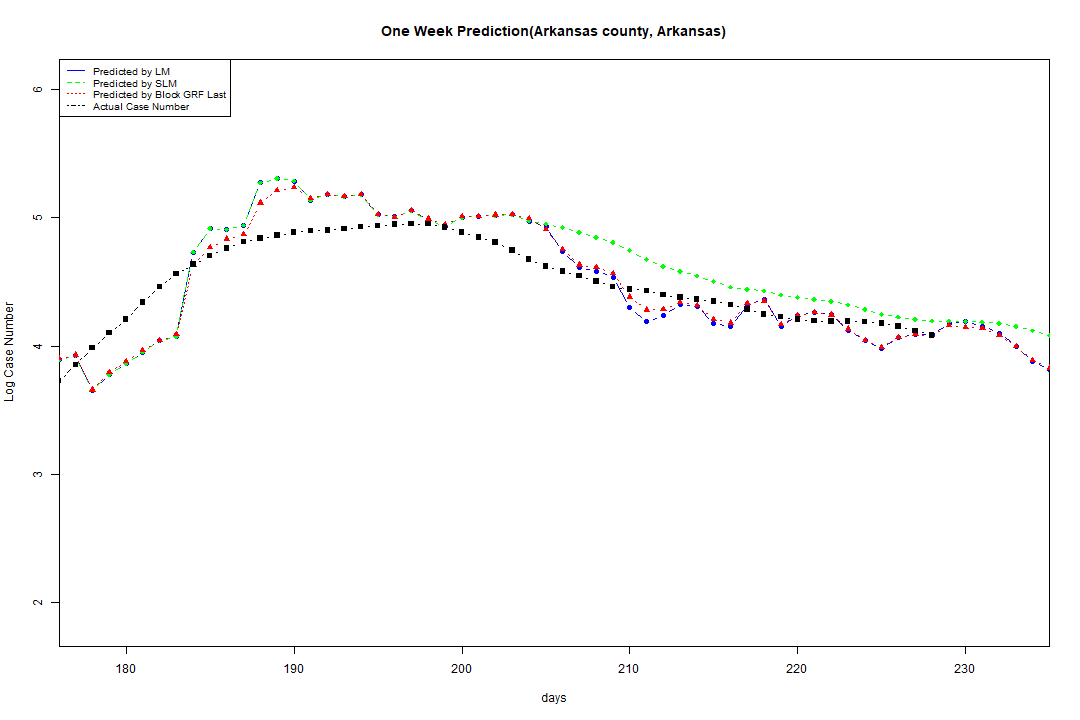 One Week Prediction(Arkansas county, Arkansas)
Predicted by LM
Predicted by SLM
Predicted by Block GRF Last
Actual Case Number
6
5
4
3
2
Log Case Number
180 190 200 210 220 230
days